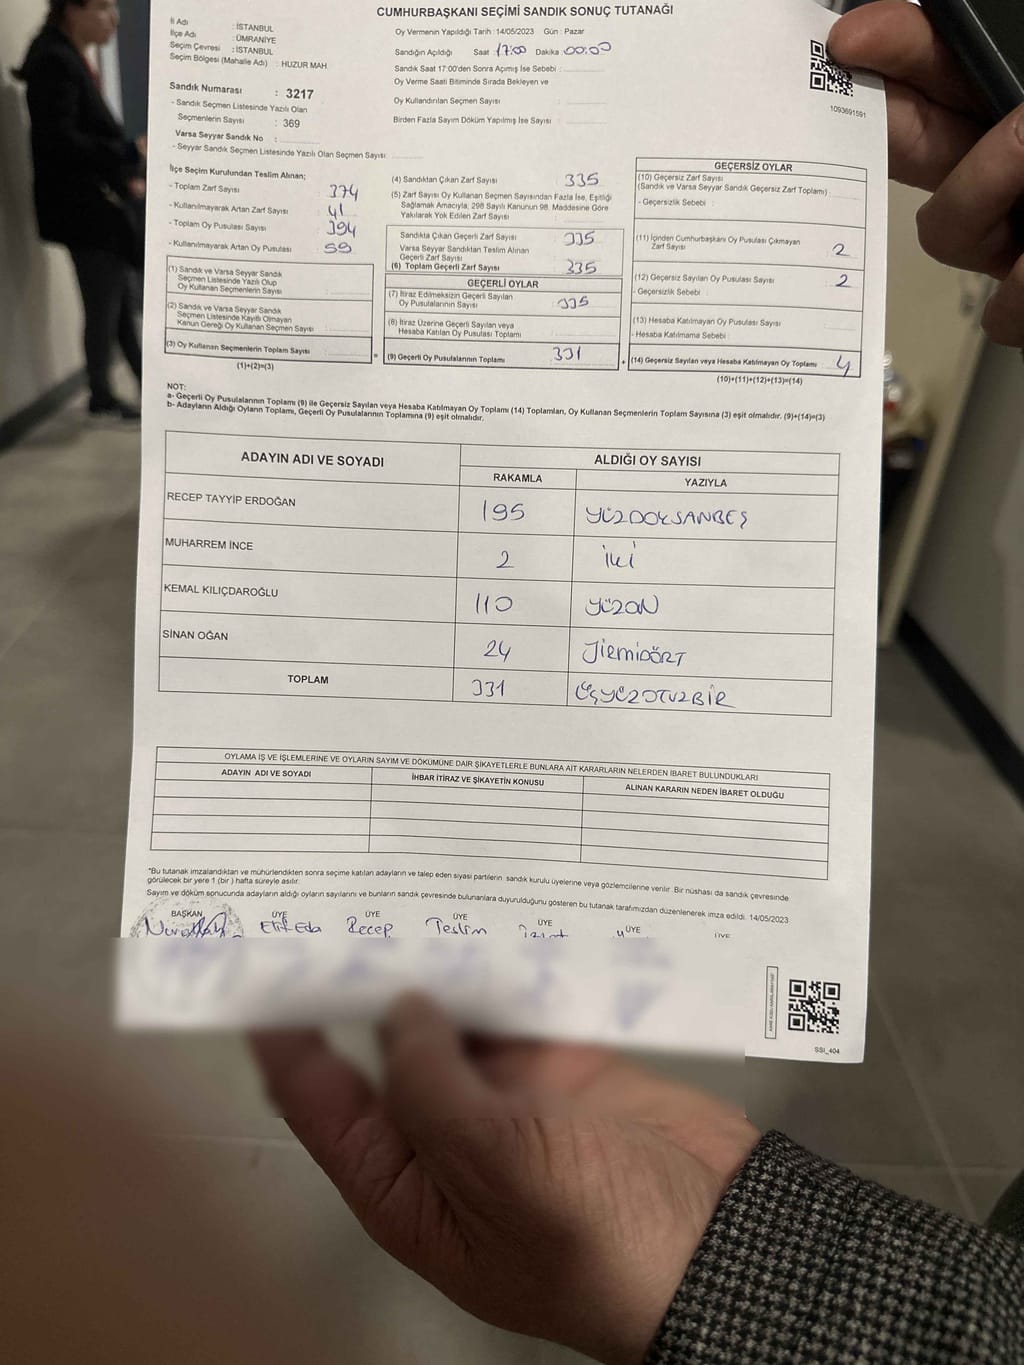 CUMHURBAŞKANI SEÇİMİ SANDIK SONUÇ TUTANAĞI
İl Adı : İSTANBUL
İlçe Adı : ÜMRANİYE
Seçim Çevresi : İSTANBUL
Seçim Bölgesi (Mahalle Adı) : HUZUR MAH.
Sandık Numarası : 3217
- Sandık Seçmen Listesinde Yazılı Olan
Seçmenlerin Sayısı : 369
Varsa Seyyar Sandık No :
- Seyyar Sandık Seçmen Listesinde Yazılı Olan Seçmen Sayısı:
Oy Vermenin Yapıldığı Tarih :14/05/2023 Gün : Pazar
Sandığın Açıldığı Saat : 17:00 Dakika : 00:00
Sandık Saat 17:00'den Sonra Açımış İse Sebebi :
Oy Verme Saati Bitiminde Sırada Bekleyen ve
Oy Kullandırılan Seçmen Sayısı :
Birden Fazla Sayım Döküm Yapılmış İse Sayısı :
1093691591
İlçe Seçim Kurulundan Teslim Alınan;
- Toplam Zarf Sayısı : 374
- Kullanılmayarak Artan Zarf Sayısı : 41
- Toplam Oy Pusulası Sayısı : 394
- Kullanılmayarak Artan Oy Pusulası : 59
(1) Sandık ve Varsa Seyyar Sandık
Seçmen Listesinde Yazılı Olup
Oy Kullanan Seçmenlerin Sayısı :
(2) Sandık ve Varsa Seyyar Sandık
Seçmen Listesinde Kayıtlı Olmayan
Kanun Gereği Oy Kullanan Seçmen Sayısı :
(3) Oy Kullanan Seçmenlerin Toplam Sayısı :
(1)+(2)=(3)
(4) Sandıktan Çıkan Zarf Sayısı : 335
(5) Zarf Sayısı Oy Kullanan Seçmen Sayısından Fazla İse, Eşitliği
Sağlamak Amacıyla, 298 Sayılı Kanunun 98. Maddesine Göre
Yakılarak Yok Edilen Zarf Sayısı :
Sandıkta Çıkan Geçerli Zarf Sayısı : 335
Varsa Seyyar Sandıktan Teslim Alınan
Geçerli Zarf Sayısı :
(6) Toplam Geçerli Zarf Sayısı : 335
GEÇERLİ OYLAR
(7) İtiraz Edilmeksizin Geçerli Sayılan
Oy Pusulalarının Sayısı : 335
(8) İtiraz Üzerine Geçerli Sayılan veya
Hesaba Katılan Oy Pusulası Toplamı :
= (9) Geçerli Oy Pusulalarının Toplamı : 331
GEÇERSİZ OYLAR
(10) Geçersiz Zarf Sayısı
(Sandık ve Varsa Seyyar Sandık Geçersiz Zarf Toplamı) :
- Geçersizlik Sebebi :
(11) İçinden Cumhurbaşkanı Oy Pusulası Çıkmayan
Zarf Sayısı : 2
(12) Geçersiz Sayılan Oy Pusulası Sayısı : 2
- Geçersizlik Sebebi :
(13) Hesaba Katılmayan Oy Pusulası Sayısı :
- Hesaba Katılmama Sebebi :
+ (14) Geçersiz Sayılan veya Hesaba Katılmayan Oy Toplamı : 4
(10)+(11)+(12)+(13)=(14)
NOT:
a- Geçerli Oy Pusulalarının Toplamı (9) ile Geçersiz Sayılan veya Hesaba Katılmayan Oy Toplamı (14) Toplamları, Oy Kullanan Seçmenlerin Toplam Sayısına (3) eşit olmalıdır. (9)+(14)=(3)
b- Adayların Aldığı Oyların Toplamı, Geçerli Oy Pusulalarının Toplamına (9) eşit olmalıdır.
ADAYIN ADI VE SOYADI ALDIĞI OY SAYISI
RAKAMLA YAZIYLA
RECEP TAYYİP ERDOĞAN 195 YÜZDOKSANBEŞ
MUHARREM İNCE 2 İKİ
KEMAL KILIÇDAROĞLU 110 YÜZON
SİNAN OĞAN 24 JİRMİDÖRT
TOPLAM 331 ÜÇYÜZOTUZBİR
OYLAMA İŞ VE İŞLEMLERİNE VE OYLARIN SAYIM VE DÖKÜMÜNE DAİR ŞİKAYETLERLE BUNLARA AİT KARARLARIN NELERDEN İBARET BULUNDUKLARI
ADAYIN ADI VE SOYADI İHBAR İTİRAZ VE ŞİKAYETİN KONUSU ALINAN KARARIN NEDEN İBARET OLDUĞU
*Bu tutanak imzalandıktan ve mühürlendikten sonra seçime katılan adayların ve talep eden siyasi partilerin sandık kurulu üyelerine veya gözlemcilerine verilir. Bir nüshası da sandık çevresinde
görülecek bir yere 1 (bir ) hafta süreyle asılır.
Sayım ve döküm sonucunda adayların aldığı oyların sayılarını ve bunların sandık çevresinde bulunanlara duyurulduğunu gösteren bu tutanak tarafımızdan düzenlenerek imza edildi. 14/05/2023
BAŞKAN ÜYE ÜYE ÜYE ÜYE ÜYE ÜYE
Elif Eda Recep Teslim
SSI_404